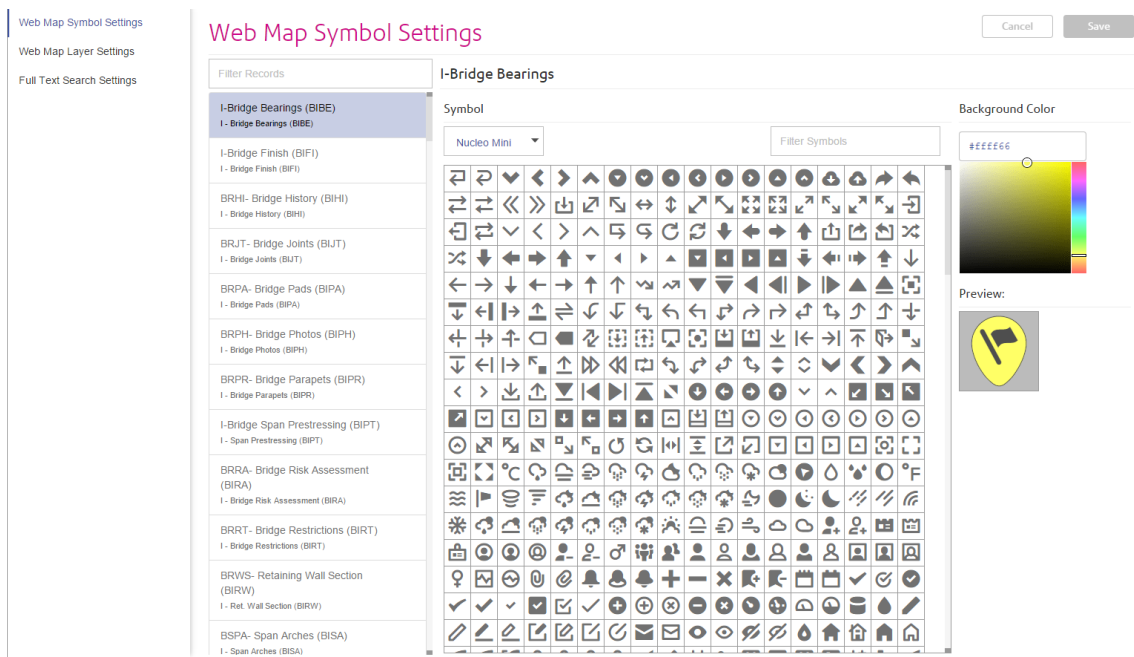 Web Map Symbol Settings
Web Map Layer Settings
Full Text Search Settings
Web Map Symbol Settings
Cancel
Save
Filter Records
I-Bridge Bearings (BIBE)
I - Bridge Bearings (BIBE)
I-Bridge Finish (BIFI)
I - Bridge Finish (BIFI)
BRHI- Bridge History (BIHI)
I - Bridge History (BIHI)
BRJT- Bridge Joints (BIJT)
I - Bridge Joints (BIJT)
BRPA- Bridge Pads (BIPA)
I - Bridge Pads (BIPA)
BRPH- Bridge Photos (BIPH)
I - Bridge Photos (BIPH)
BRPR- Bridge Parapets (BIPR)
I - Bridge Parapets (BIPR)
I-Bridge Span Prestressing (BIPT)
I - Span Prestressing (BIPT)
BRRA- Bridge Risk Assessment
(BIRA)
I - Bridge Risk Assessment (BIRA)
BRRT- Bridge Restrictions (BIRT)
I - Bridge Restrictions (BIRT)
BRWS- Retaining Wall Section
(BIRW)
I - Ret. Wall Section (BIRW)
BSPA- Span Arches (BISA)
I - Span Arches (BISA)
I-Bridge Bearings
Symbol
Nucleo Mini
Filter Symbols
°C
°F
Background Color
#ffff66
Preview: